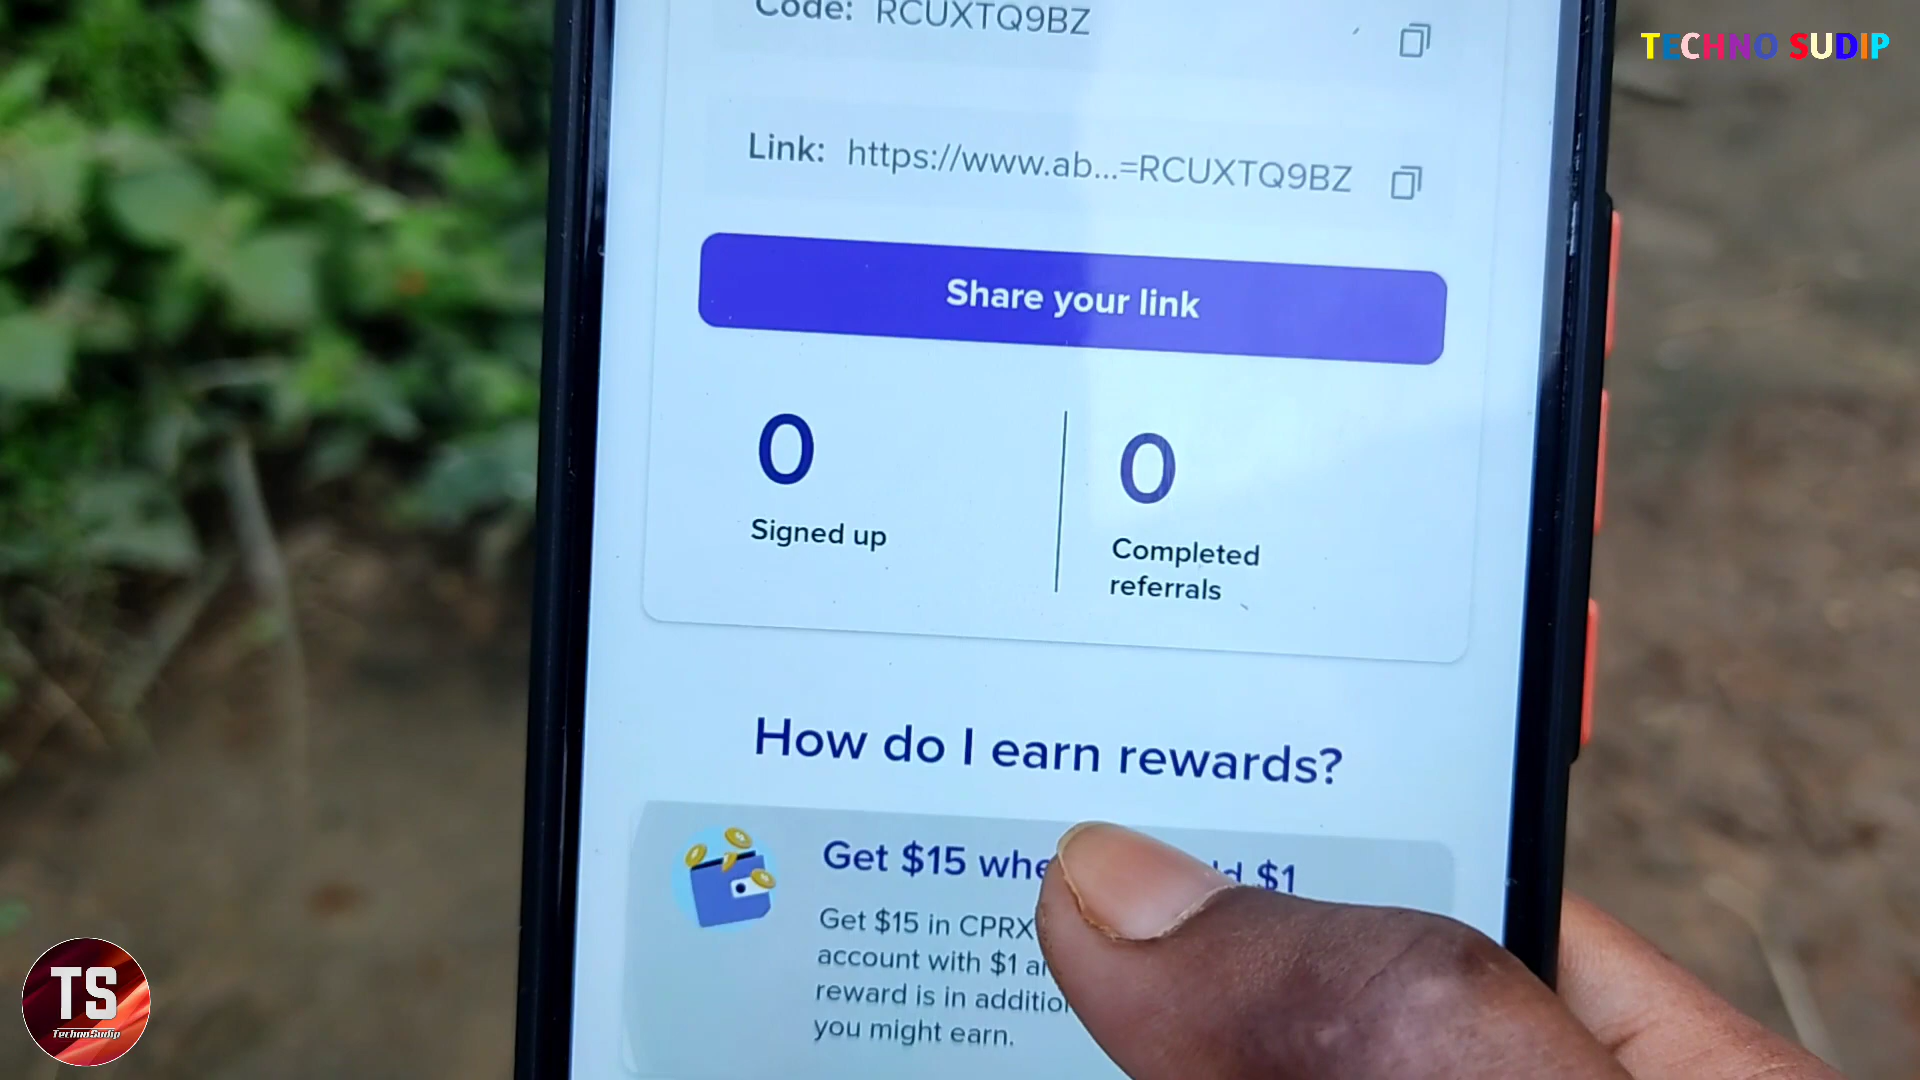 TECHNO SUDIP
Code: RCUXTQ9BZ
Link: https://www.ab...=RCUXTQ9BZ
Share your link
0
Signed up
0
Completed
referrals
How do I earn rewards?
Get $15 $1
Get $15 in CPRX
account with $1
reward is in
you might earn.
TS
TechnoSudip